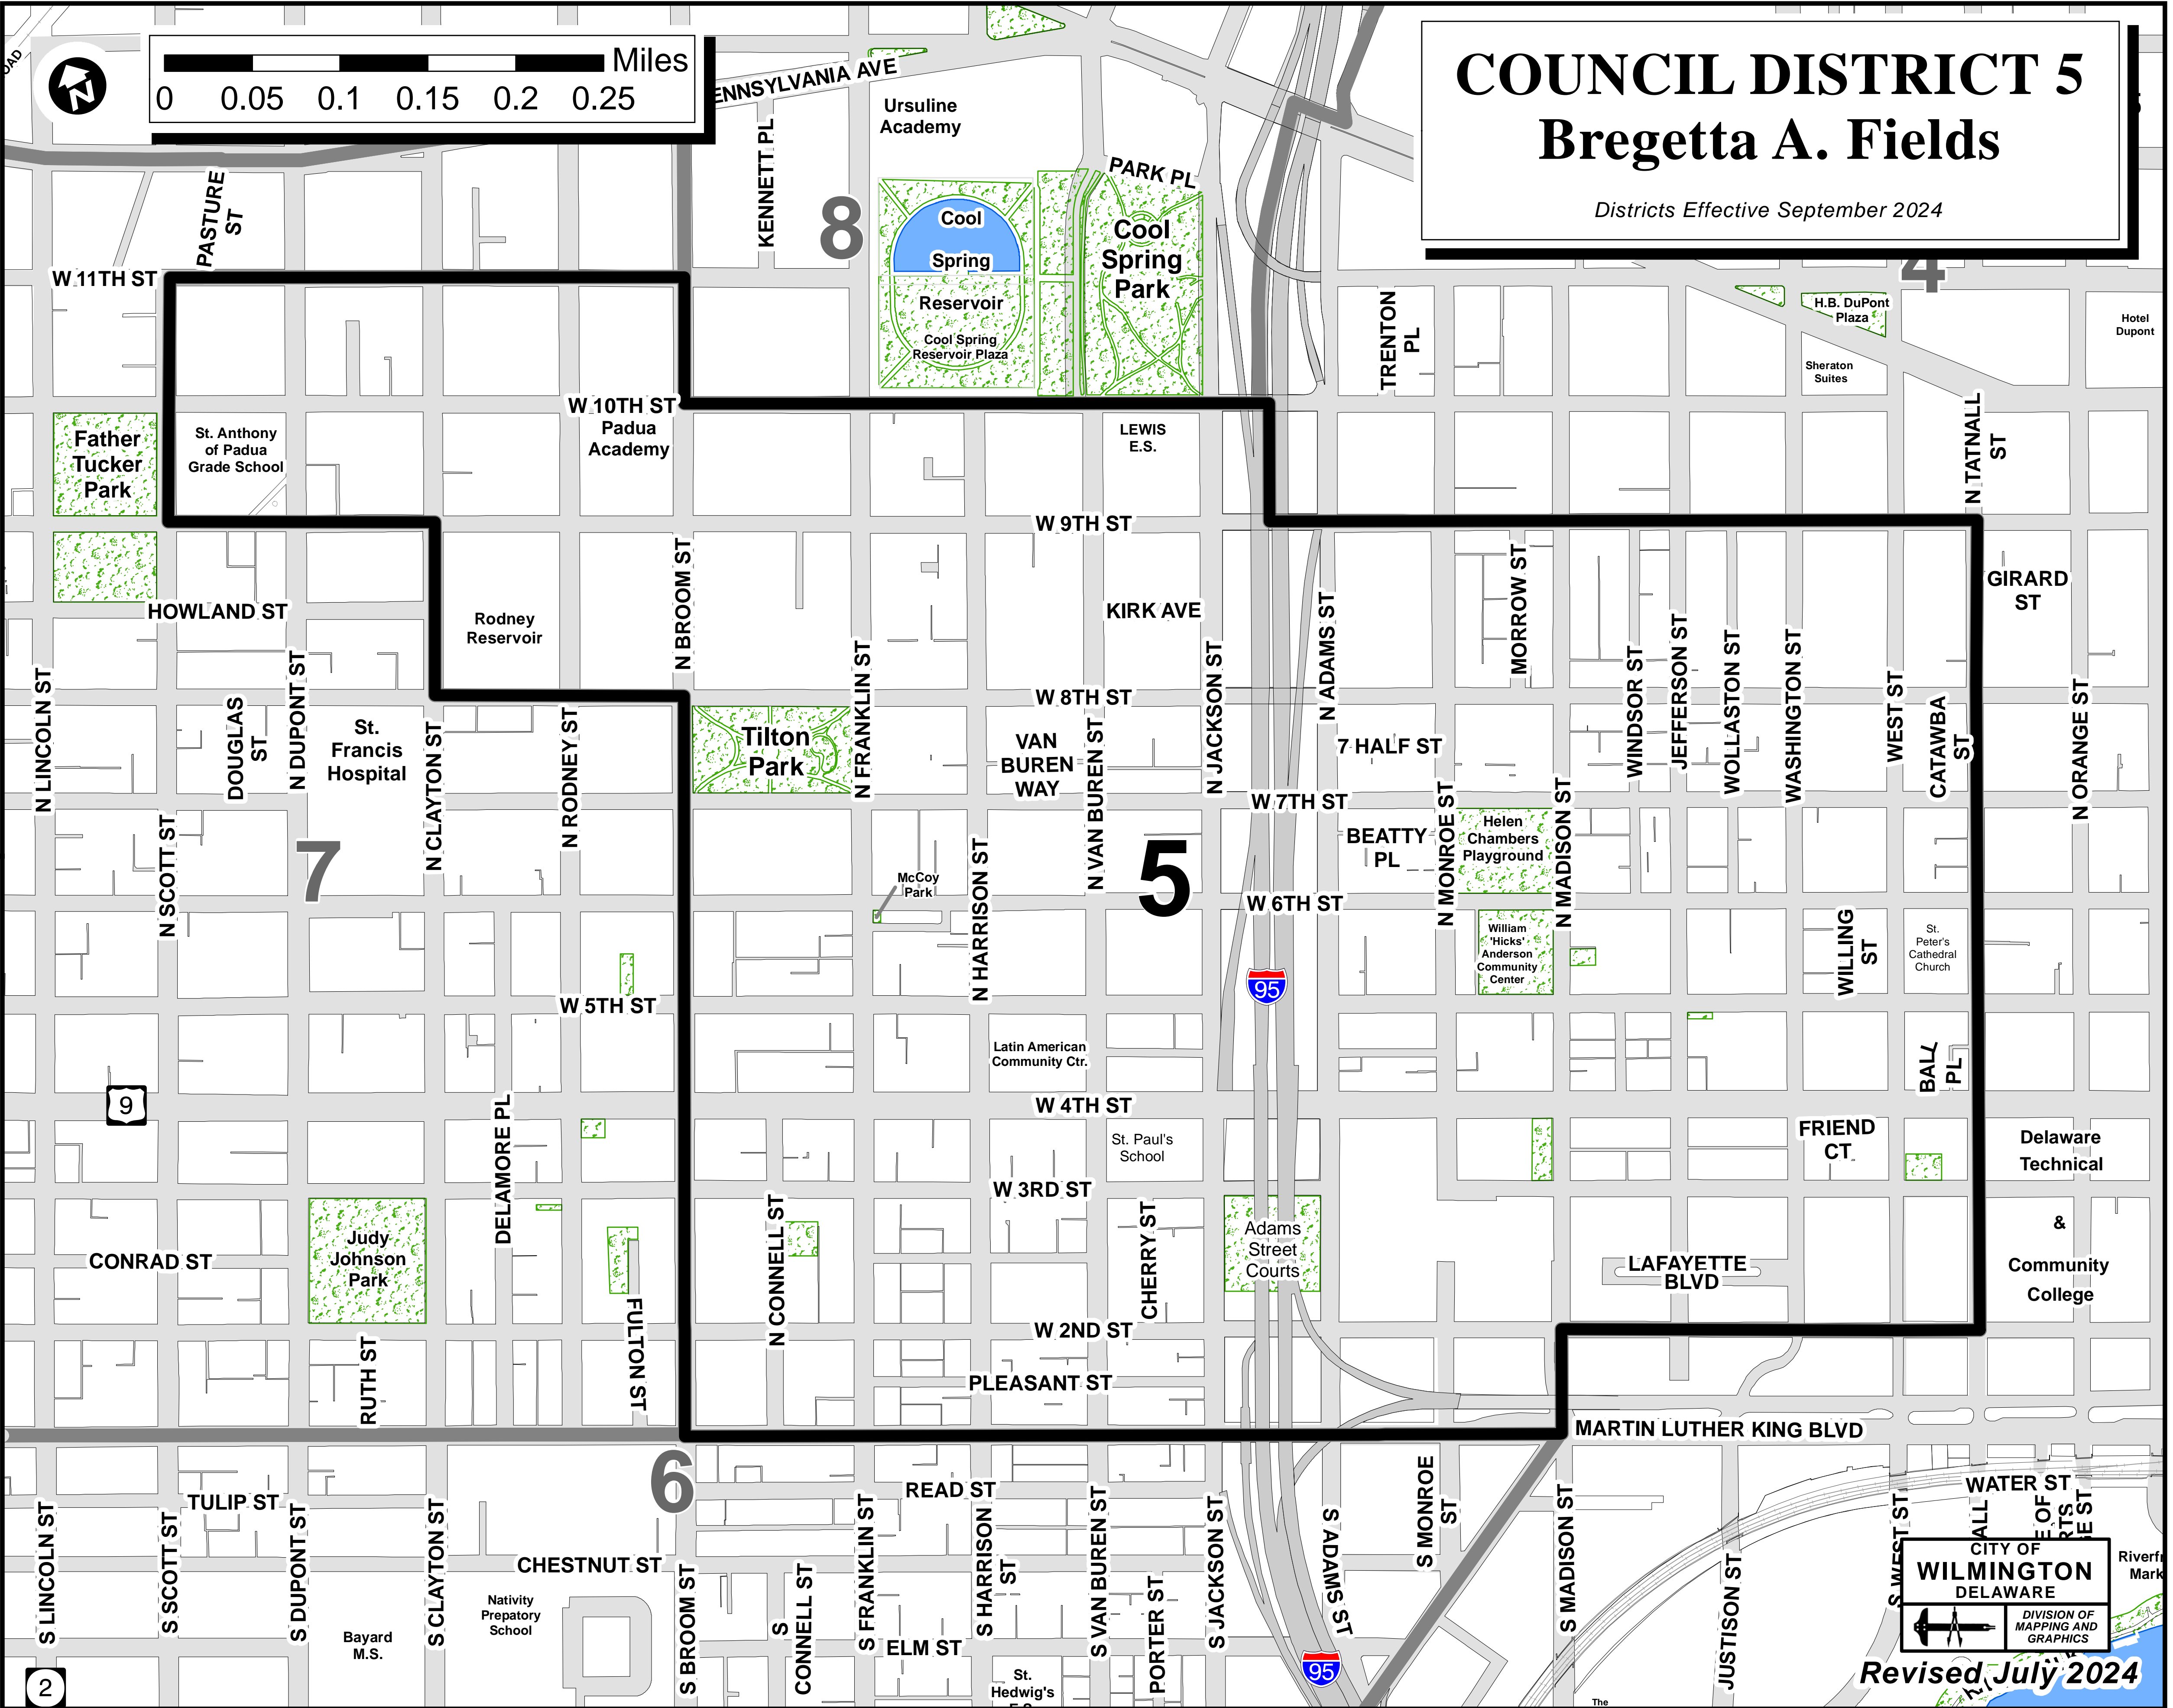 COUNCIL DISTRICT 5
Bregetta A. Fields
Districts Effective September 2024
N
Miles
0 0.05 0.1 0.15 0.2 0.25
PENNSYLVANIA AVE
Ursuline
Academy
KENNETT PL
PARK PL
PASTURE
ST
8
Cool
Spring
Reservoir
Cool Spring
Reservoir Plaza
Cool
Spring
Park
4
W 11TH ST
TRENTON
PL
H.B. DuPont
Plaza
Hotel
Dupont
Sheraton
Suites
W 10TH ST
Padua
Academy
Father
Tucker
Park
St. Anthony
of Padua
Grade School
LEWIS
E.S.
N TATNALL
ST
W 9TH ST
HOWLAND ST
Rodney
Reservoir
N BROOM ST
KIRK AVE
MORROW ST
GIRARD
ST
N LINCOLN ST
DOUGLAS
ST
N DUPONT ST
St.
Francis
Hospital
N CLAYTON ST
N RODNEY ST
Tilton
Park
N FRANKLIN ST
W 8TH ST
VAN
BUREN
WAY
N VAN BUREN ST
N JACKSON ST
N ADAMS ST
7 HALF ST
WINDSOR ST
JEFFERSON ST
WOLLASTON ST
WASHINGTON ST
WEST ST
CATAWBA
ST
N ORANGE ST
W 7TH ST
BEATTY
PL
N MONROE ST
Helen
Chambers
Playground
N MADISON ST
N SCOTT ST
7
McCoy
Park
N HARRISON ST
5
W 6TH ST
William
'Hicks'
Anderson
Community
Center
WILLING
ST
St.
Peter's
Cathedral
Church
95
W 5TH ST
Latin American
Community Ctr.
BALL
PL
9
DELAMORE PL
W 4TH ST
St. Paul's
School
FRIEND
CT
Delaware
Technical
&
Community
College
W 3RD ST
N CONNELL ST
CHERRY ST
Adams
Street
Courts
CONRAD ST
Judy
Johnson
Park
LAFAYETTE
BLVD
FULTON ST
RUTH ST
W 2ND ST
PLEASANT ST
MARTIN LUTHER KING BLVD
6
TULIP ST
READ ST
WATER ST
S LINCOLN ST
S SCOTT ST
S DUPONT ST
S CLAYTON ST
CHESTNUT ST
S BROOM ST
S
CONNELL ST
S FRANKLIN ST
S HARRISON
ST
S VAN BUREN ST
PORTER ST
S JACKSON ST
S ADAMS ST
S MONROE
ST
S MADISON ST
JUSTISON ST
S WEST ST
Nativity
Prepatory
School
Bayard
M.S.
ELM ST
St.
Hedwig's
95
2
The
CITY OF
WILMINGTON
DELAWARE
DIVISION OF
MAPPING AND
GRAPHICS
Revised July 2024